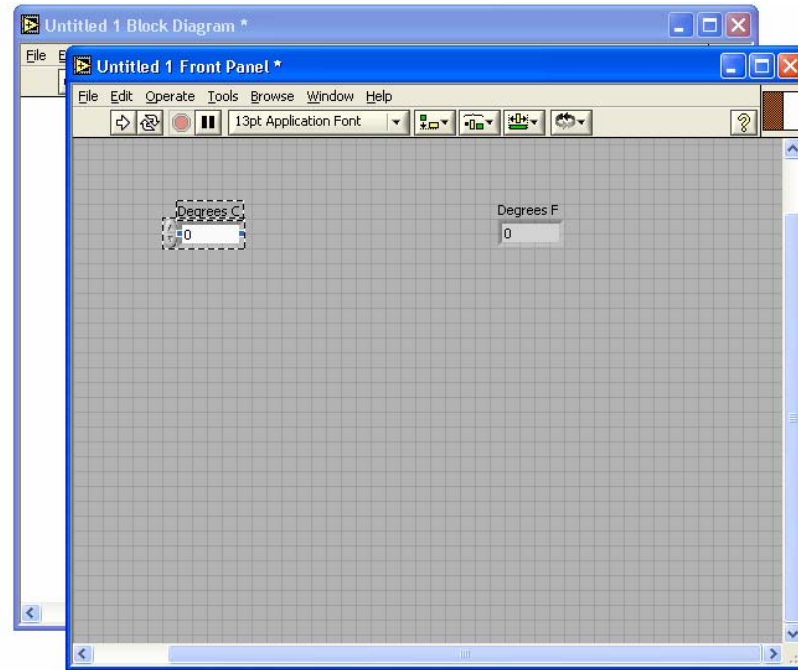 Untitled 1 Block Diagram *
File E
Untitled 1 Front Panel *
File Edit Operate Tools Browse Window Help
13pt Application Font
?
Degrees C
0
Degrees F
0